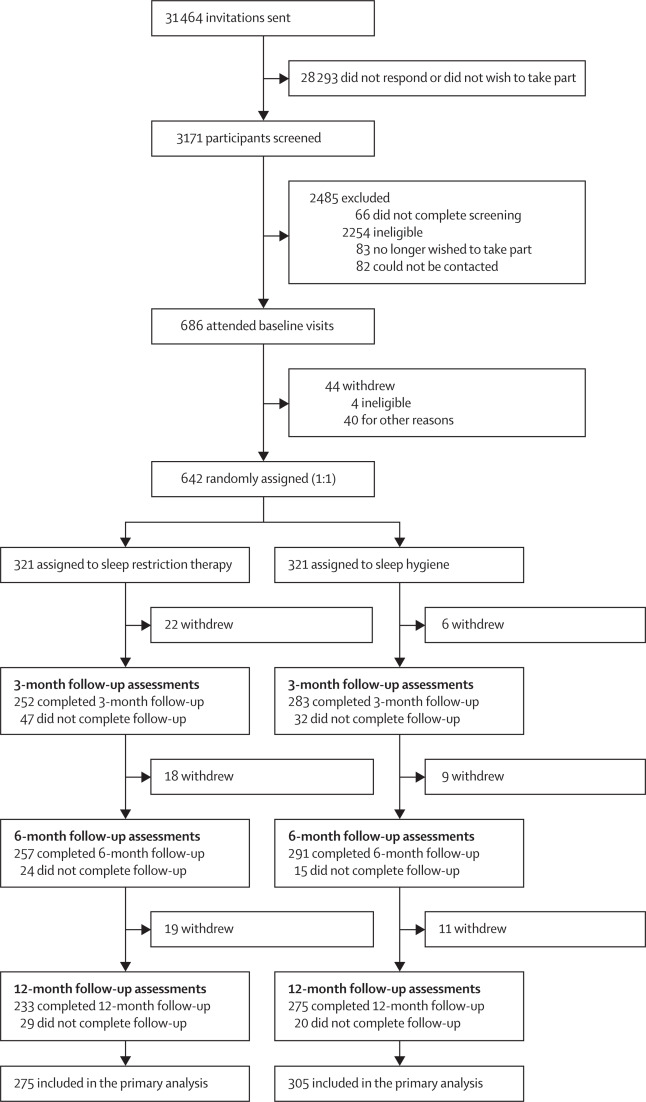 31 464 invitations sent
28 293 did not respond or did not wish to take part
3171 participants screened
2485 excluded
66 did not complete screening
2254 ineligible
83 no longer wished to take part
82 could not be contacted
686 attended baseline visits
44 withdrew
4 ineligible
40 for other reasons
642 randomly assigned (1:1)
321 assigned to sleep restriction therapy
321 assigned to sleep hygiene
22 withdrew
6 withdrew
3-month follow-up assessments
252 completed 3-month follow-up
47 did not complete follow-up
3-month follow-up assessments
283 completed 3-month follow-up
32 did not complete follow-up
18 withdrew
9 withdrew
6-month follow-up assessments
257 completed 6-month follow-up
24 did not complete follow-up
6-month follow-up assessments
291 completed 6-month follow-up
15 did not complete follow-up
19 withdrew
11 withdrew
12-month follow-up assessments
233 completed 12-month follow-up
29 did not complete follow-up
12-month follow-up assessments
275 completed 12-month follow-up
20 did not complete follow-up
275 included in the primary analysis
305 included in the primary analysis